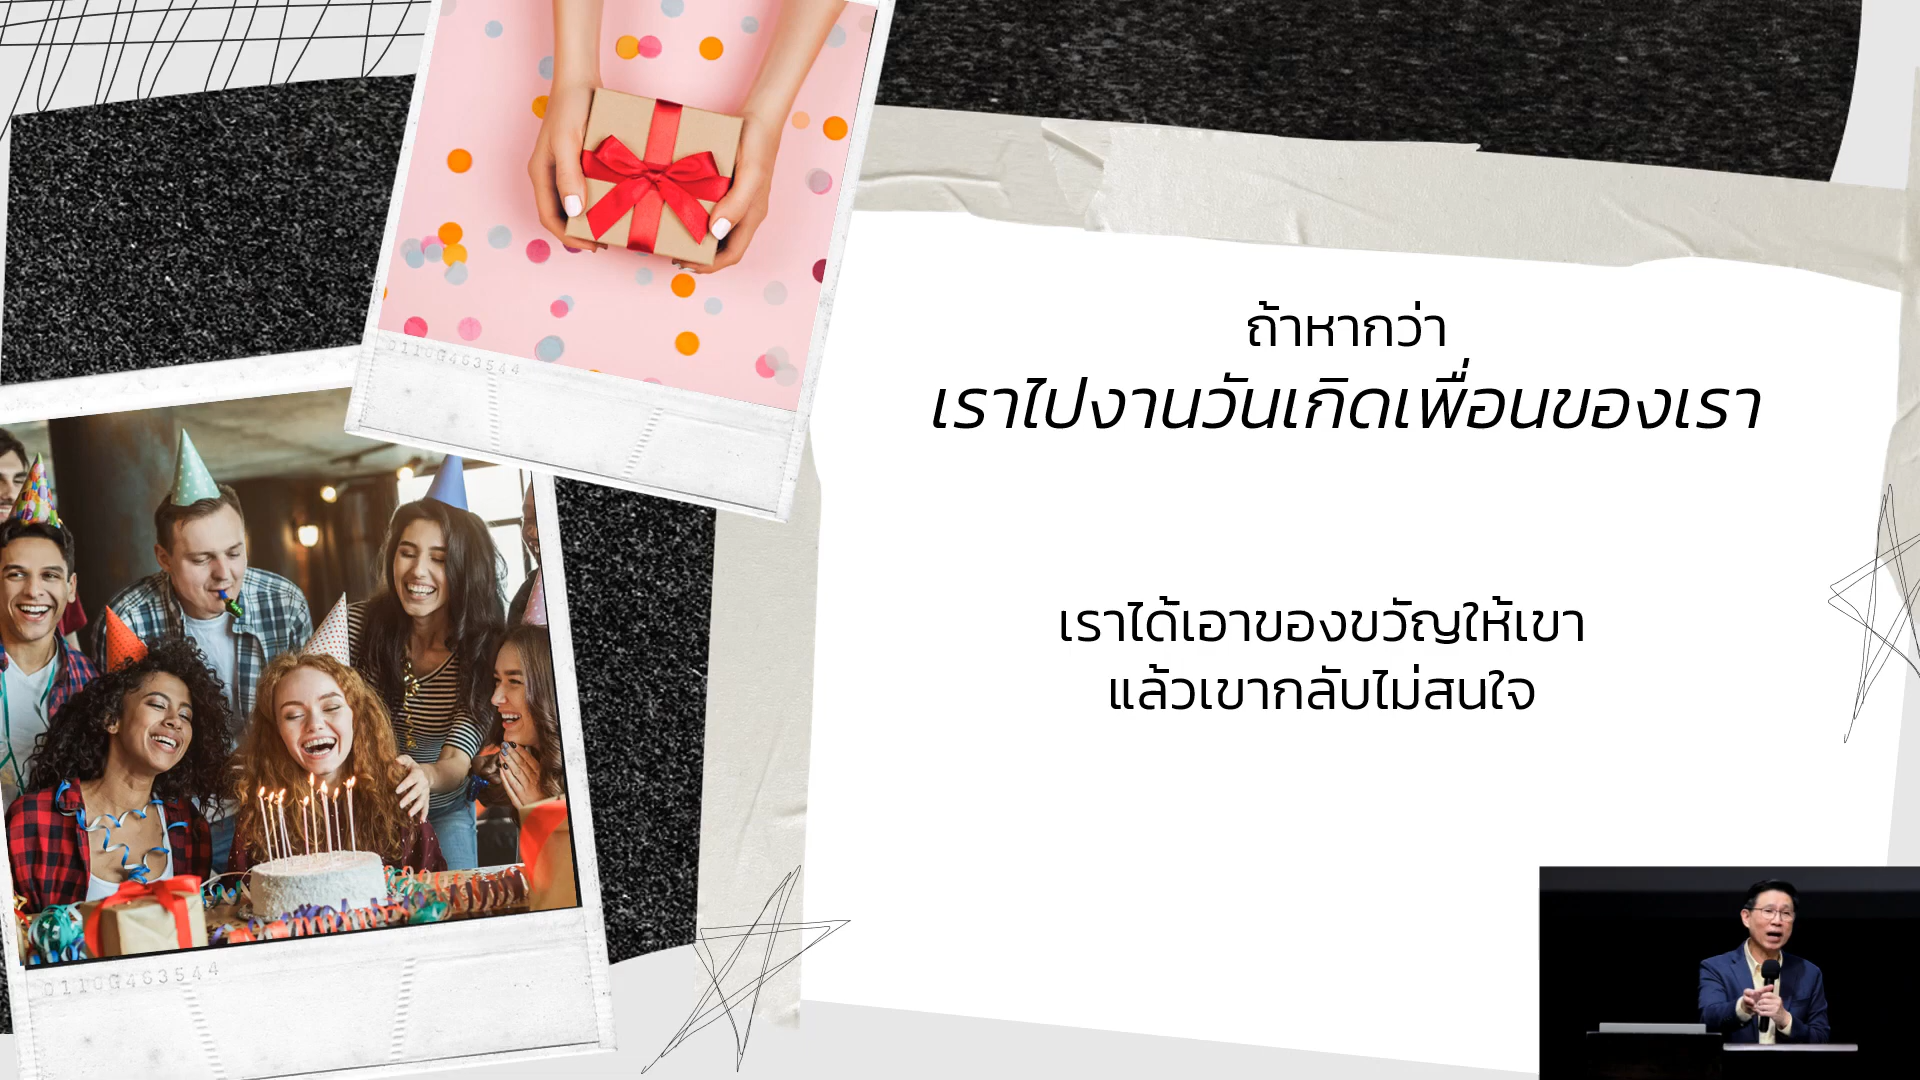 0110G463544
ถ้าหากว่า
เราไปงานวันเกิดเพื่อนของเรา
เราได้เอาของขวัญให้เขา
แล้วเขากลับไม่สนใจ
0110G463544